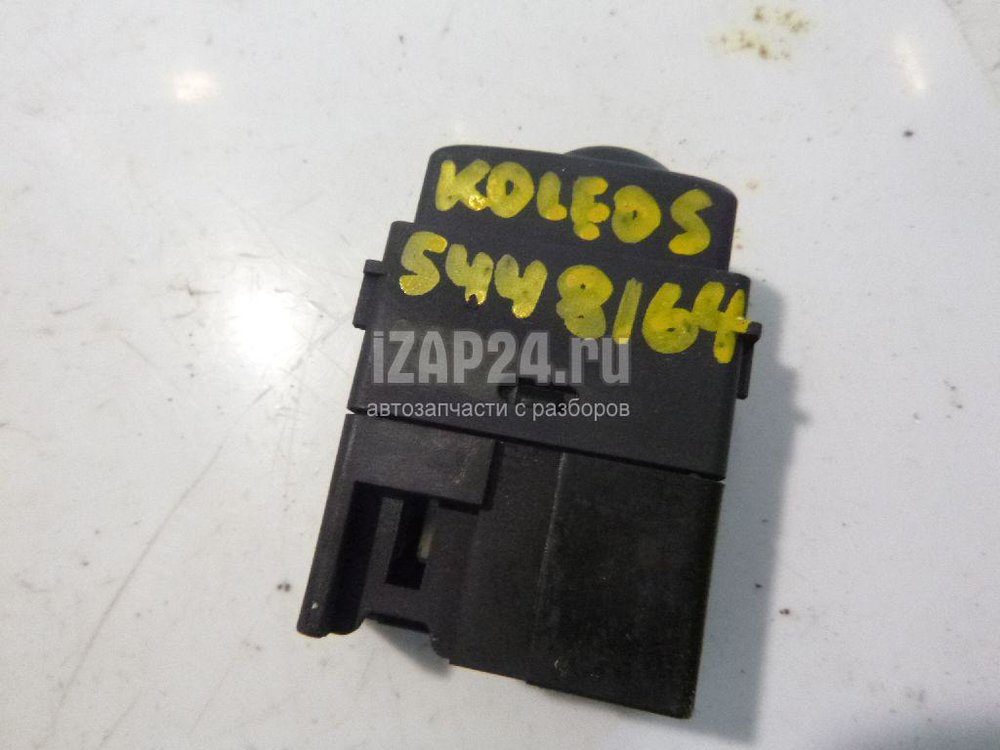 KOLEOS
5448164
iZAP24.ru
автозапчасти с разборов